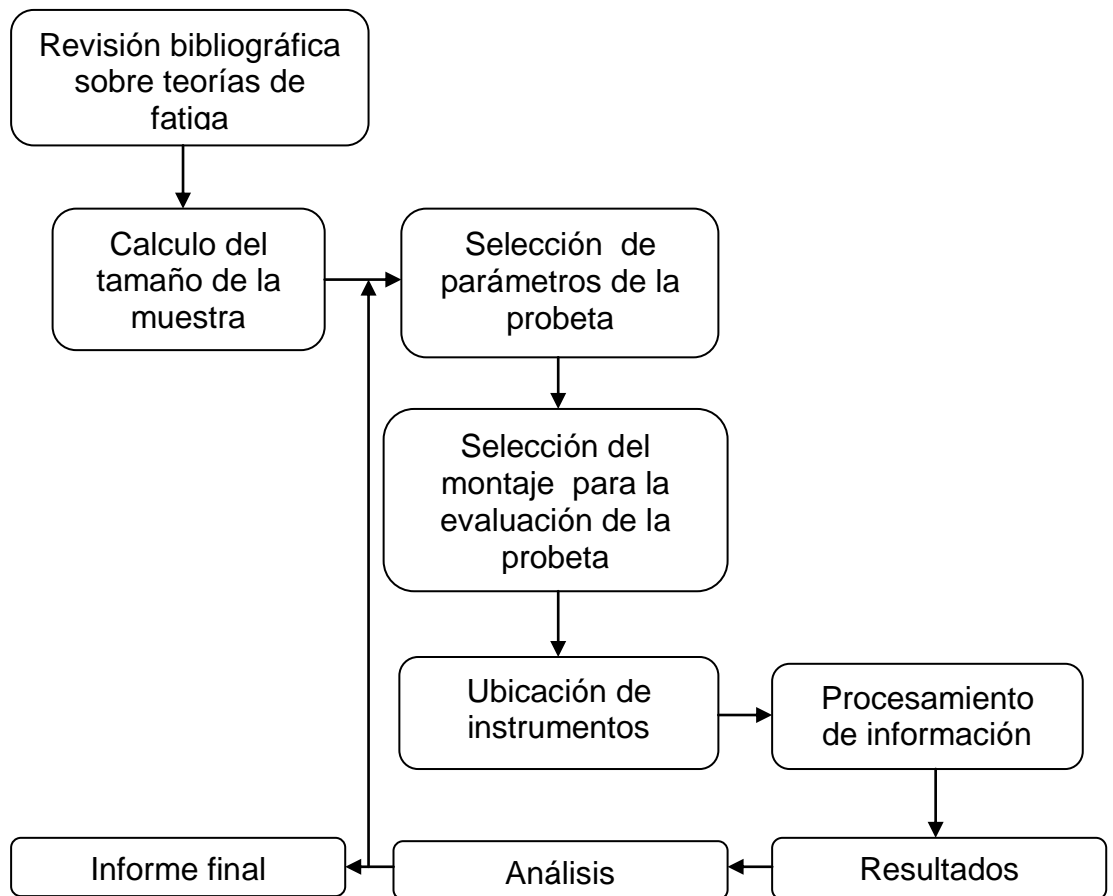 Revisión bibliográfica
sobre teorías de
fatiga
Calculo del
tamaño de la
muestra
Selección de
parámetros de la
probeta
Selección del
montaje para la
evaluación de la
probeta
Ubicación de
instrumentos
Procesamiento
de información
Informe final
Análisis
Resultados